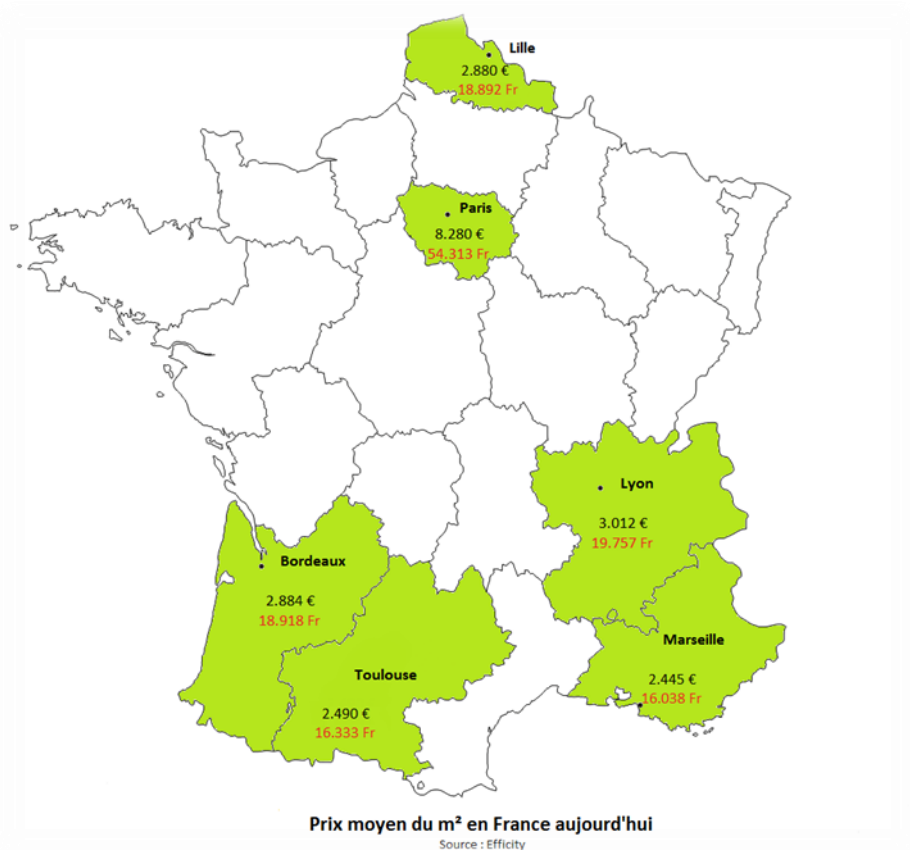 Lille
2.880 €
18.892 Fr
Paris
8.280 €
54.313 Fr
Lyon
3.012 €
19.757 Fr
Bordeaux
2.884 €
18.918 Fr
Marseille
2.445 €
16.038 Fr
Toulouse
2.490 €
16.333 Fr
Prix moyen du m² en France aujourd'hui
Source : Efficity